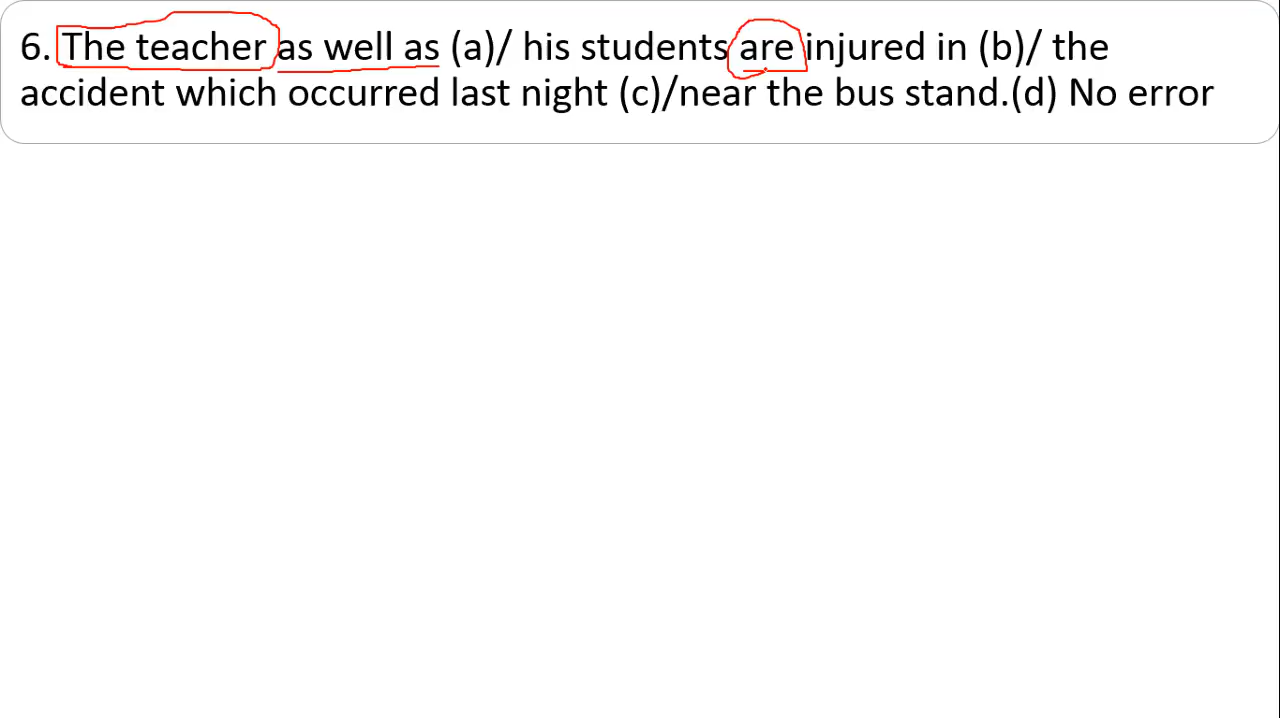 6. The teacher as well as (a)/ his students are injured in (b)/ the
accident which occurred last night (c)/near the bus stand.(d) No error